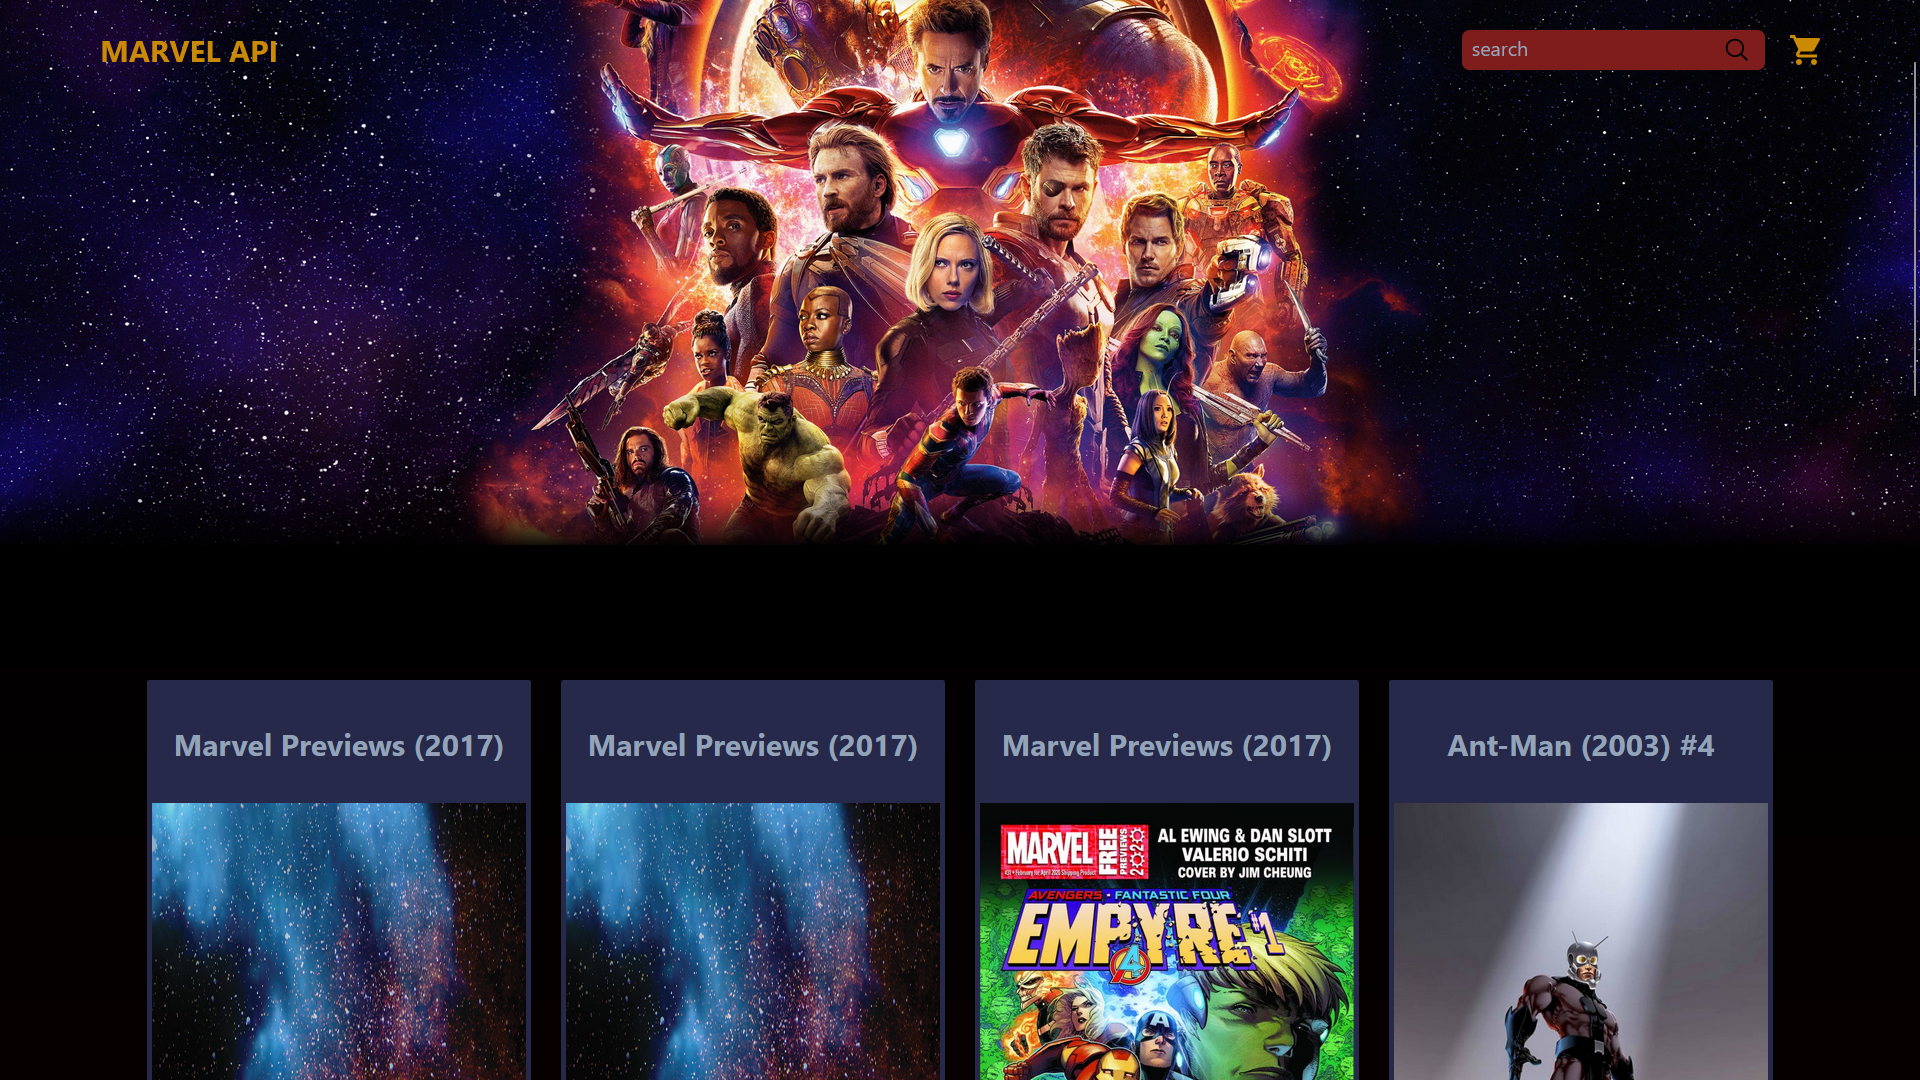 MARVEL API
search
Marvel Previews (2017)
Marvel Previews (2017)
Marvel Previews (2017)
Ant-Man (2003) #4
MARVEL FREE PREVIEWS 2020
AL EWING & DAN SLOTT
VALERIO SCHITI
COVER BY JIM CHEUNG
AVENGERS • FANTASTIC FOUR
EMPYRE #1